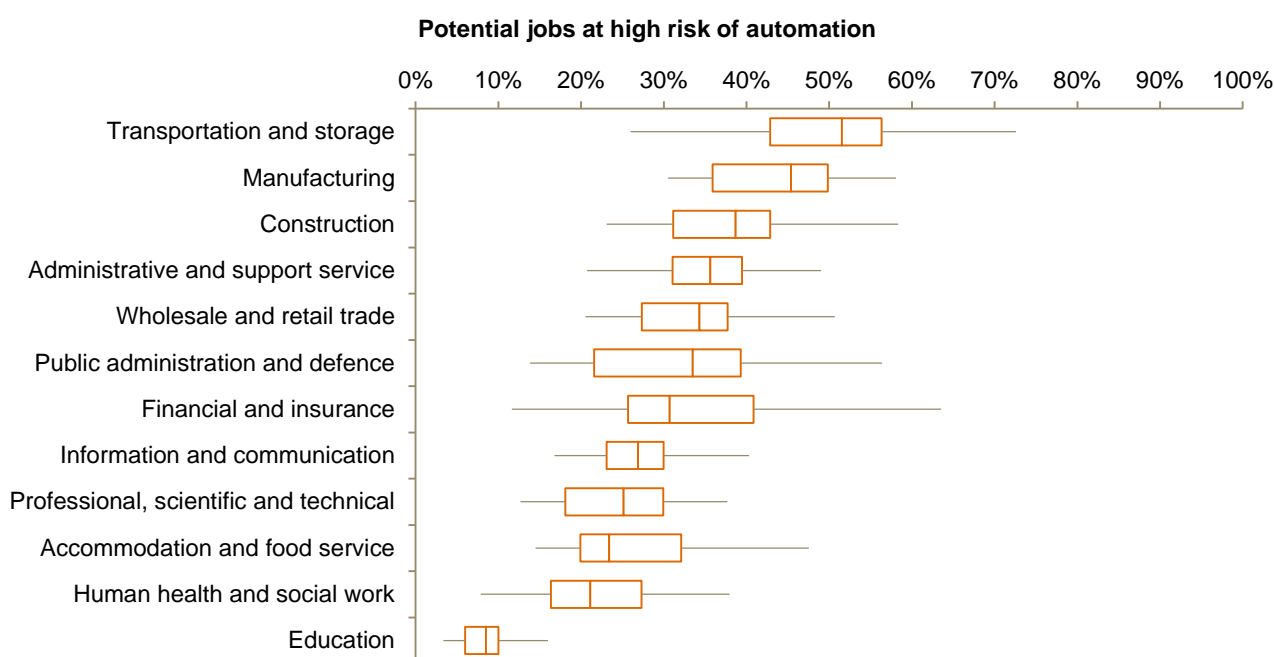 Potential jobs at high risk of automation
0% 10% 20% 30% 40% 50% 60% 70% 80% 90% 100%
Transportation and storage
Manufacturing
Construction
Administrative and support service
Wholesale and retail trade
Public administration and defence
Financial and insurance
Information and communication
Professional, scientific and technical
Accommodation and food service
Human health and social work
Education